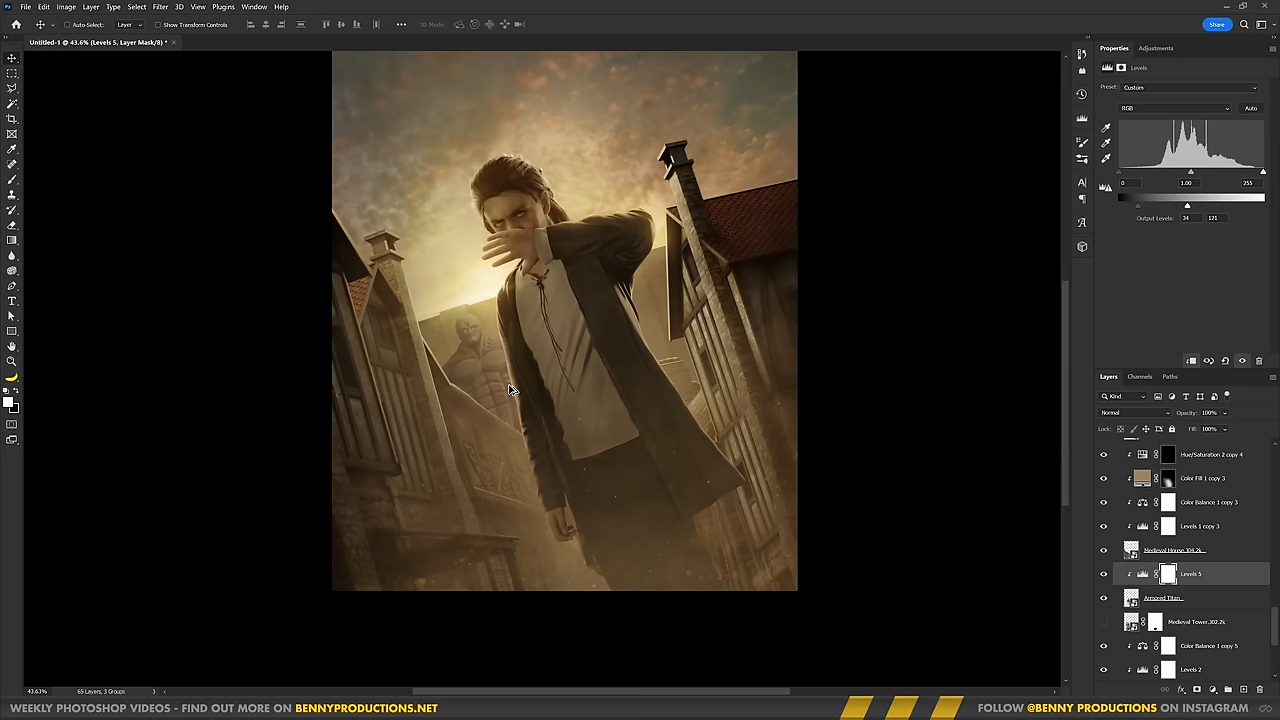 File Edit Image Layer Type Select Filter 3D View Plugins Window Help
Auto-Select: Layer Show Transform Controls 3D Mode: Share
Untitled-1 @ 43.6% (Levels 5, Layer Mask/8) *
Properties Adjustments
Levels
Preset: Custom
RGB Auto
0 1.00 255
Output Levels: 34 121
Layers Channels Paths
Kind
Normal Opacity: 100%
Lock: Fill: 100%
Hue/Saturation 2 copy 4
Color Fill 1 copy 3
Color Balance 1 copy 3
Levels 1 copy 3
Medieval House.J04.2k...
Levels 5
Armored Titan...
Medieval Tower.J02.2k
Color Balance 1 copy 5
Levels 2
43.63% 65 Layers, 3 Groups
WEEKLY PHOTOSHOP VIDEOS - FIND OUT MORE ON BENNYPRODUCTIONS.NET
FOLLOW @BENNY PRODUCTIONS ON INSTAGRAM